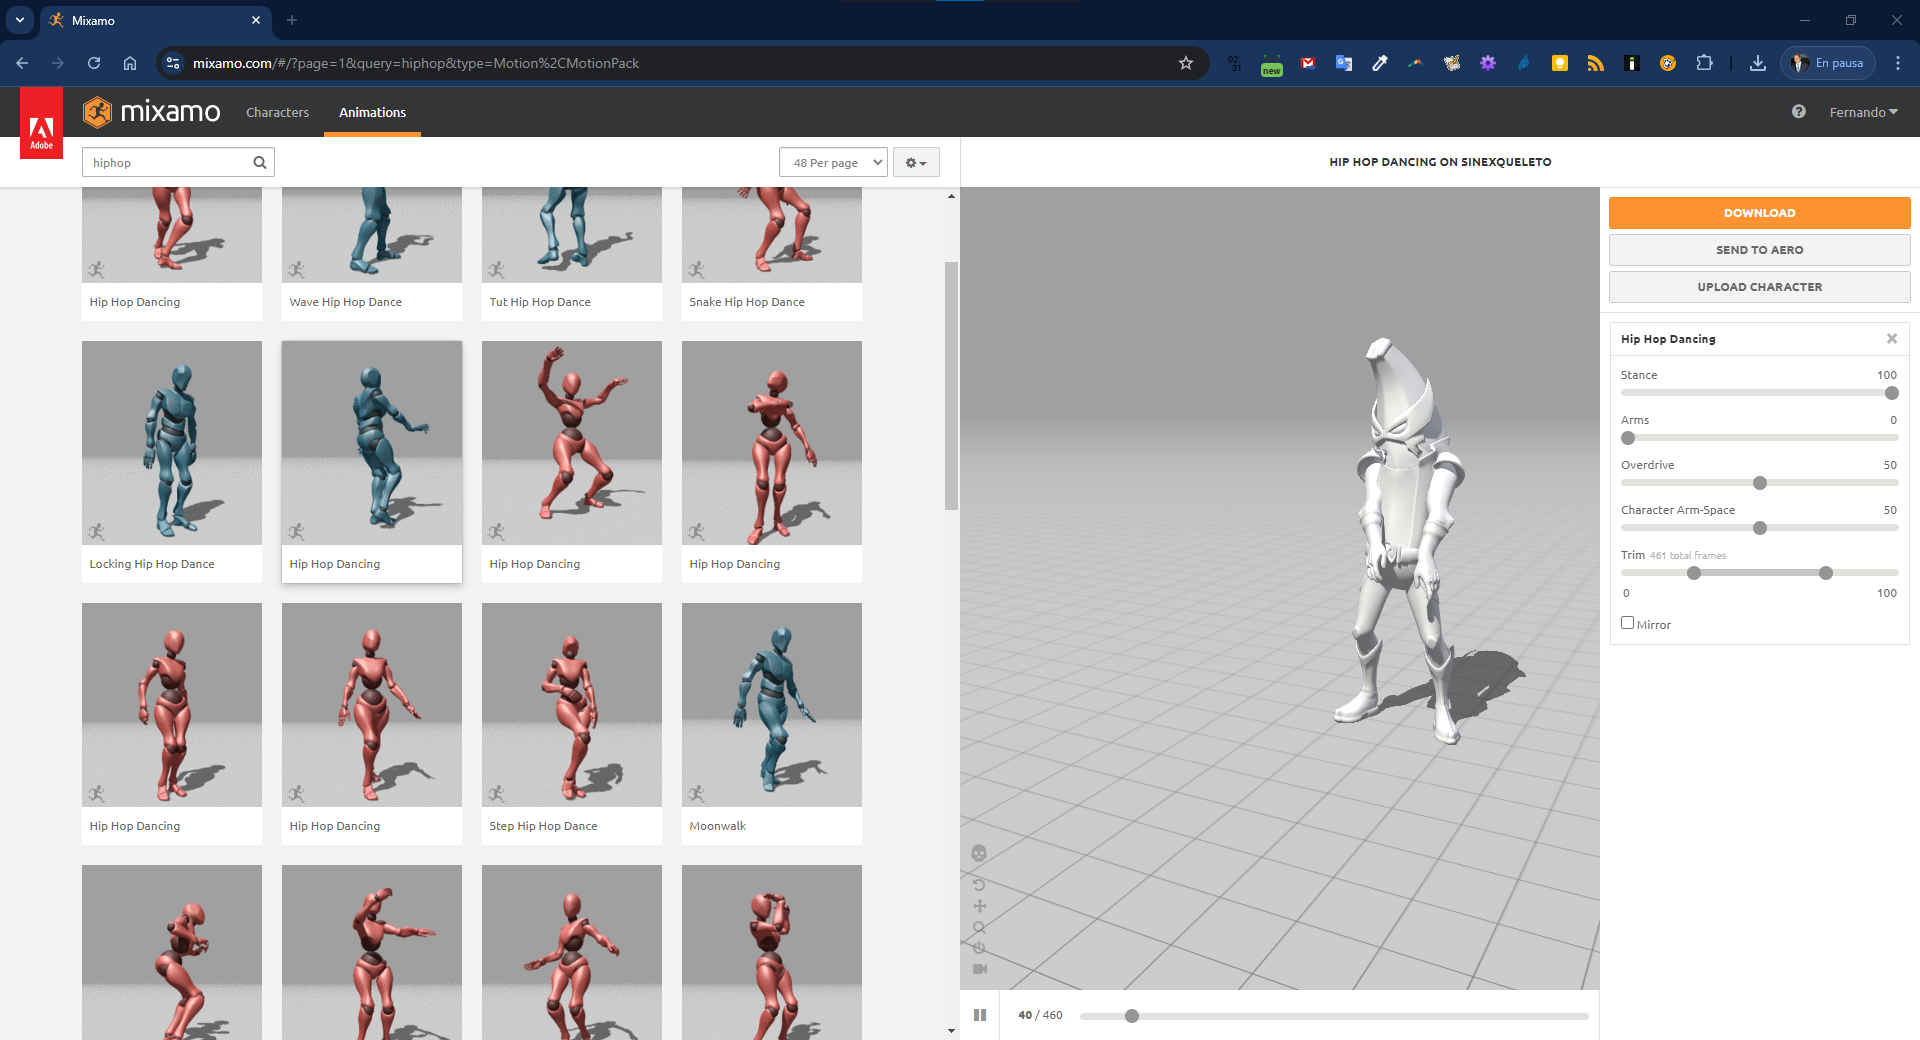 Mixamo
mixamo.com/#/?page=1&query=hiphop&type=Motion%2CMotionPack
02:
31
new
En pausa
Adobe
mixamo
Characters
Animations
Fernando
hiphop
48 Per page
HIP HOP DANCING ON SINEXQUELETO
Hip Hop Dancing
Wave Hip Hop Dance
Tut Hip Hop Dance
Snake Hip Hop Dance
Locking Hip Hop Dance
Hip Hop Dancing
Hip Hop Dancing
Hip Hop Dancing
Hip Hop Dancing
Hip Hop Dancing
Step Hip Hop Dance
Moonwalk
40 / 460
DOWNLOAD
SEND TO AERO
UPLOAD CHARACTER
Hip Hop Dancing
Stance 100
Arms 0
Overdrive 50
Character Arm-Space 50
Trim 461 total frames
0 100
Mirror